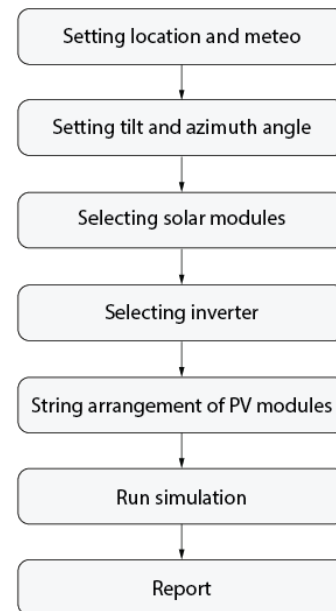 Setting location and meteo
Setting tilt and azimuth angle
Selecting solar modules
Selecting inverter
String arrangement of PV modules
Run simulation
Report